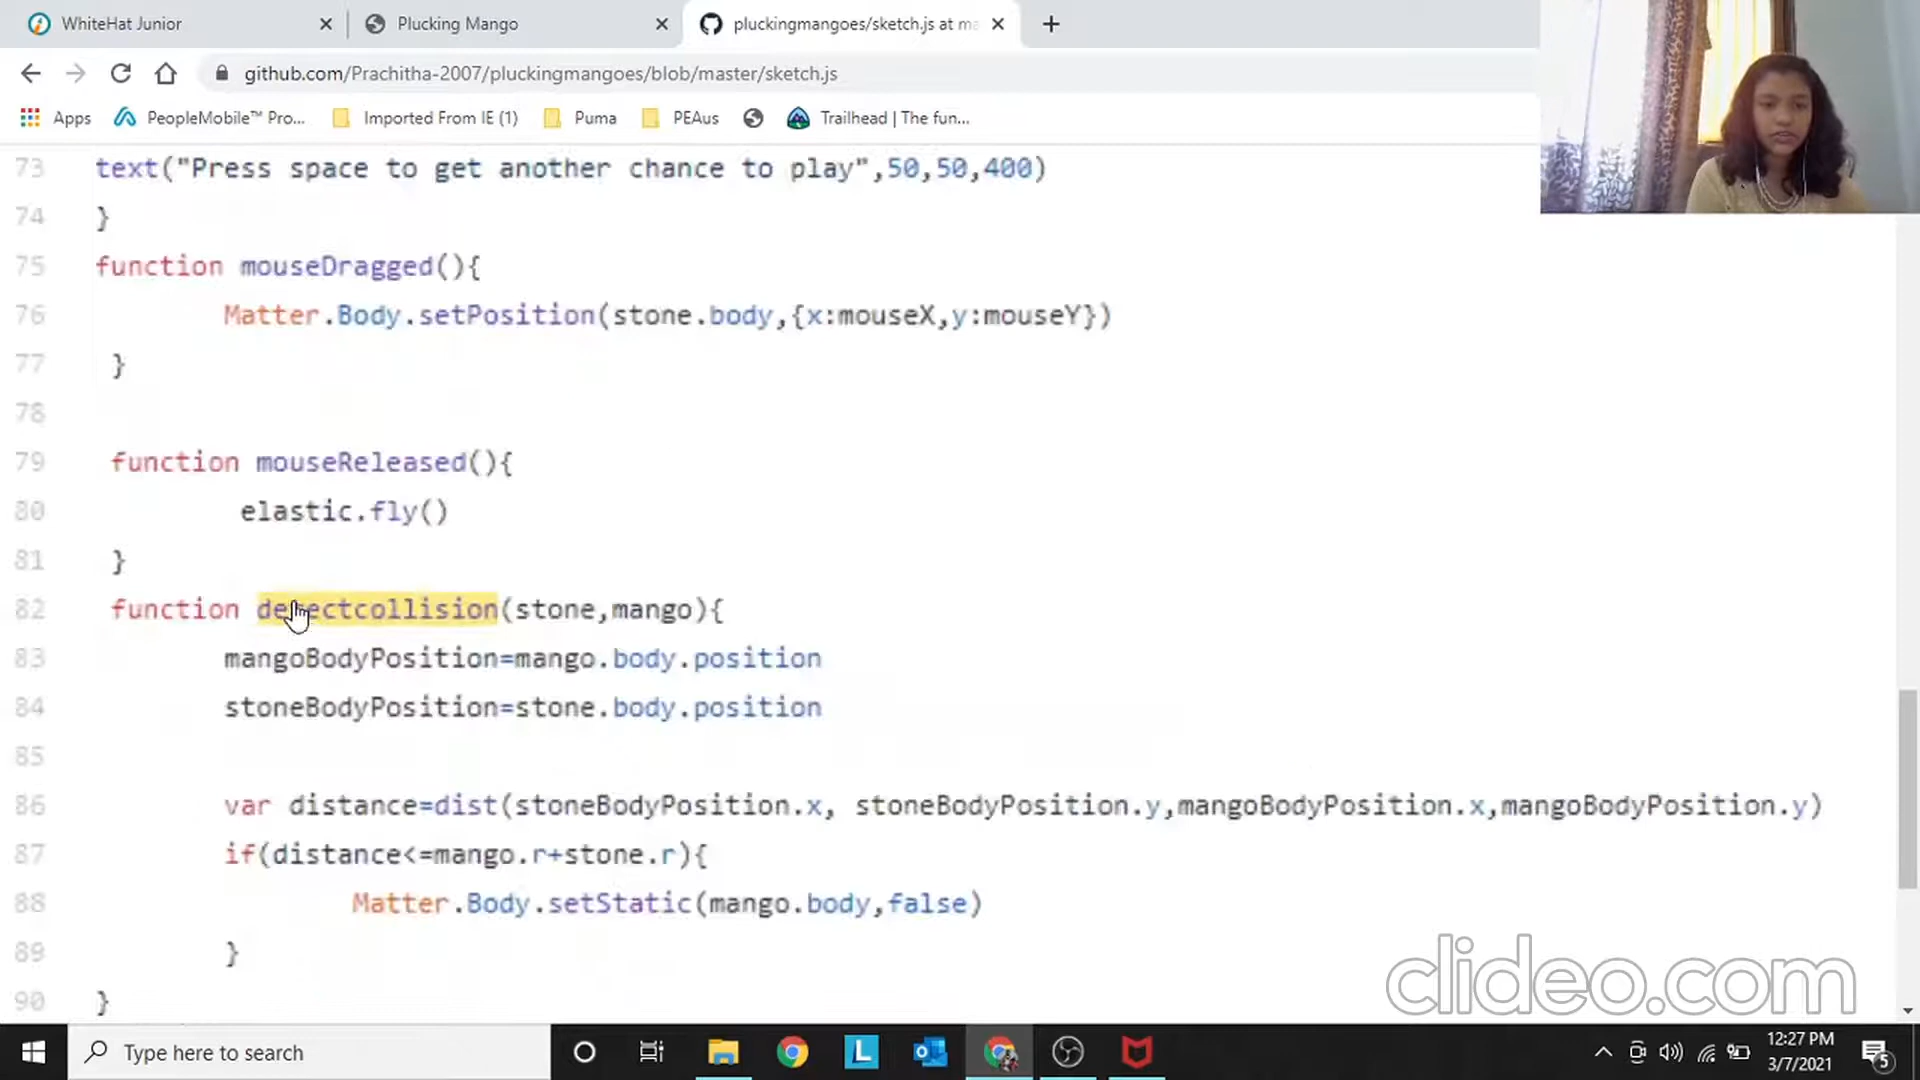 WhiteHat Junior
Plucking Mango
pluckingmangoes/sketch.js at ma
github.com/Prachitha-2007/pluckingmangoes/blob/master/sketch.js
Apps
PeopleMobile™ Pro...
Imported From IE (1)
Puma
PEAus
Trailhead | The fun...
73 text("Press space to get another chance to play",50,50,400)
74 }
75 function mouseDragged(){
76 Matter.Body.setPosition(stone.body,{x:mouseX,y:mouseY})
77 }
78
79 function mouseReleased(){
80 elastic.fly()
81 }
82 function detectcollision(stone,mango){
83 mangoBodyPosition=mango.body.position
84 stoneBodyPosition=stone.body.position
85
86 var distance=dist(stoneBodyPosition.x, stoneBodyPosition.y,mangoBodyPosition.x,mangoBodyPosition.y)
87 if(distance<=mango.r+stone.r){
88 Matter.Body.setStatic(mango.body,false)
89 }
90 }
clideo.com
Type here to search
L
12:27 PM
3/7/2021
5